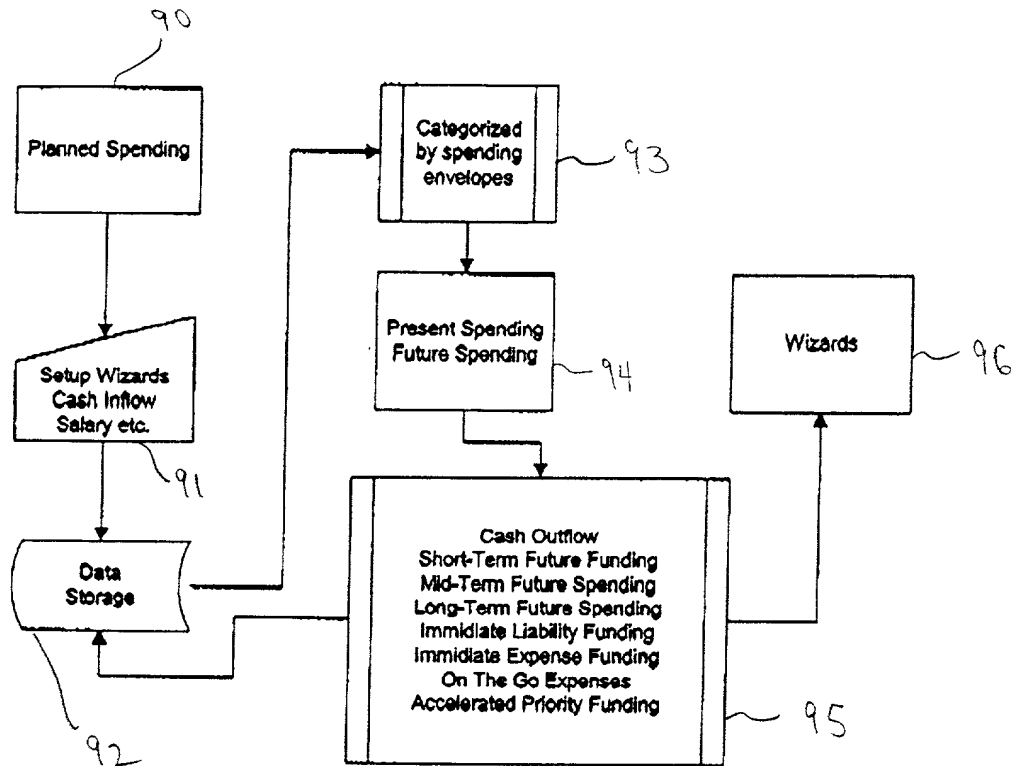 90
Planned Spending
Categorized
by spending
envelopes
93
Setup Wizards
Cash Inflow
Salary etc.
91
Present Spending
Future Spending
94
Wizards
96
Data
Storage
92
Cash Outflow
Short-Term Future Funding
Mid-Term Future Spending
Long-Term Future Spending
Immidiate Liability Funding
Immidiate Expense Funding
On The Go Expenses
Accelerated Priority Funding
95